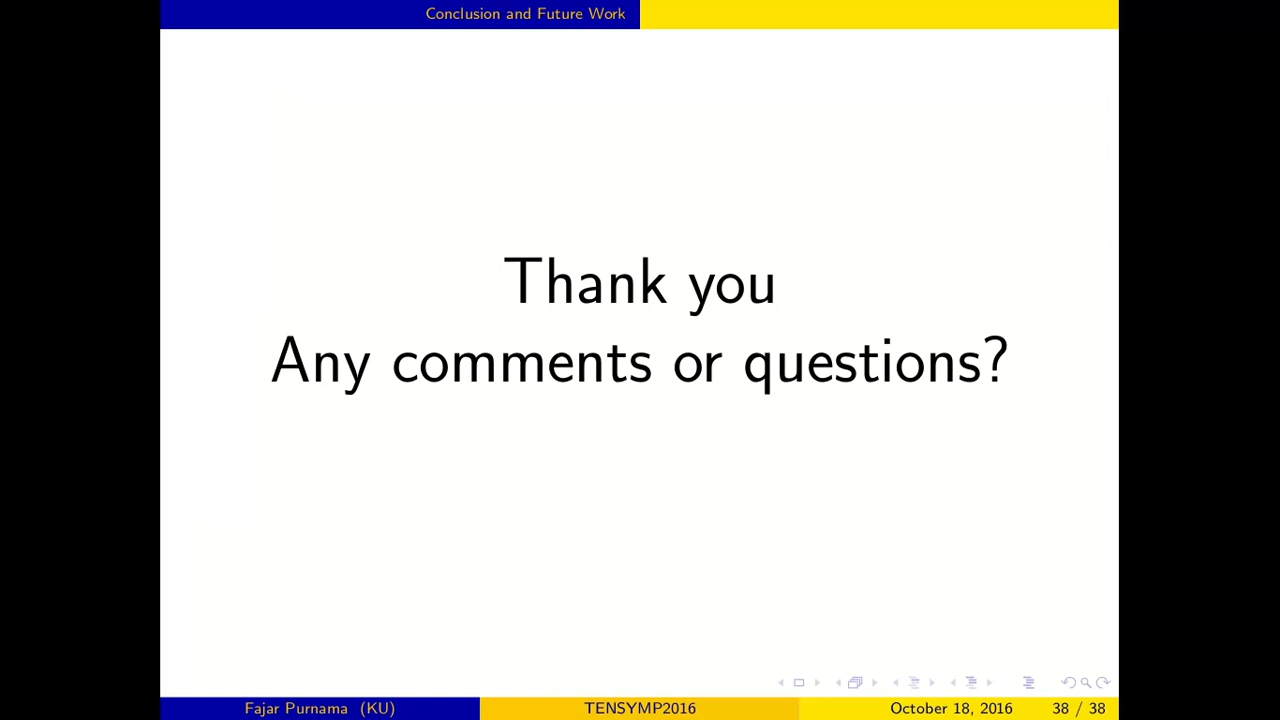 Conclusion and Future Work
Thank you
Any comments or questions?
Fajar Purnama (KU) TENSYMP2016 October 18, 2016 38 / 38